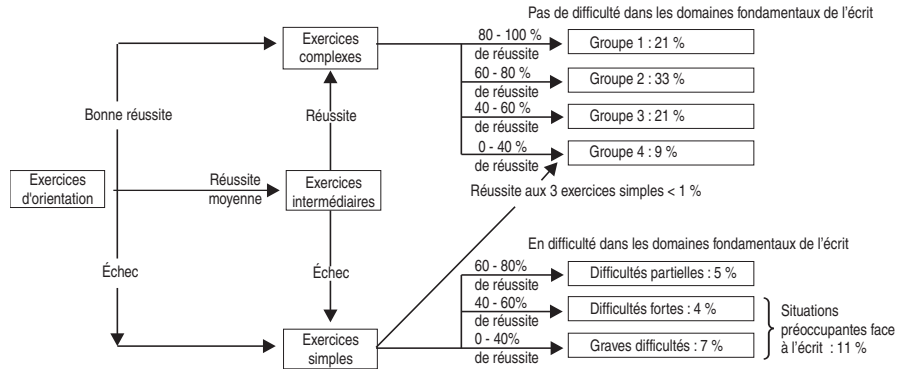 Pas de difficulté dans les domaines fondamentaux de l'écrit
Exercices
complexes
80 - 100 %
de réussite
Groupe 1 : 21 %
60 - 80 %
de réussite
Groupe 2 : 33 %
40 - 60 %
de réussite
Groupe 3 : 21 %
0 - 40 %
de réussite
Groupe 4 : 9 %
Bonne réussite
Réussite
Exercices
d'orientation
Réussite
moyenne
Exercices
intermédiaires
Réussite aux 3 exercices simples < 1 %
En difficulté dans les domaines fondamentaux de l'écrit
Échec
Échec
60 - 80%
de réussite
Difficultés partielles : 5 %
40 - 60%
de réussite
Difficultés fortes : 4 %
Exercices
simples
0 - 40%
de réussite
Graves difficultés : 7 %
Situations
préoccupantes face
à l'écrit : 11 %